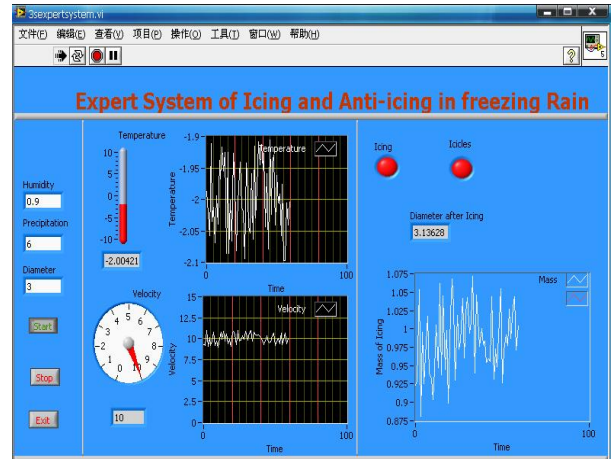 3sexpertsystem.vi
文件(F) 编辑(E) 查看(V) 项目(P) 操作(O) 工具(T) 窗口(W) 帮助(H)
5
Expert System of Icing and Anti-icing in freezing Rain
Humidity
0.9
Precipitation
6
Diameter
3
Start
Stop
Exit
Temperature
10-
5-
0-
-5-
-10-
-2.00421
Temperature
Temperature
-1.9-
-1.95-
-2-
-2.05-
-2.1-
0
100
Time
Velocity
0 1 2 3 4 5 6 7 8 9 10
10
Velocity
Velocity
15-
12.5-
10-
7.5-
5-
2.5-
0-
0
100
Time
Icing
Icicles
Diameter after Icing
3.13628
Mass
Mass of Icing
1.075-
1.05-
1.025-
1-
0.975-
0.95-
0.925-
0.9-
0.875-
0
100
Time